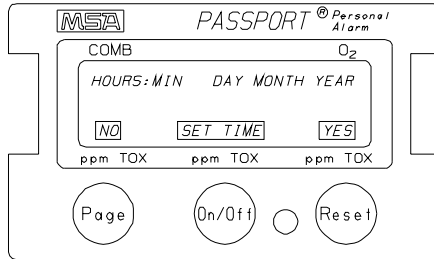 MSA PASSPORT ® Personal Alarm
COMB O2
HOURS:MIN DAY MONTH YEAR
NO SET TIME YES
ppm TOX ppm TOX ppm TOX
Page On/Off Reset